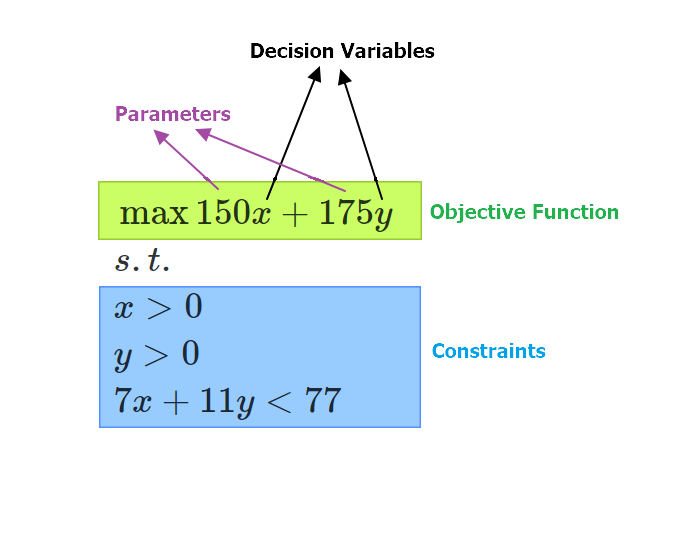 Decision Variables
Parameters
max 150x + 175y
Objective Function
s.t.
x > 0
y > 0
Constraints
7x + 11y < 77